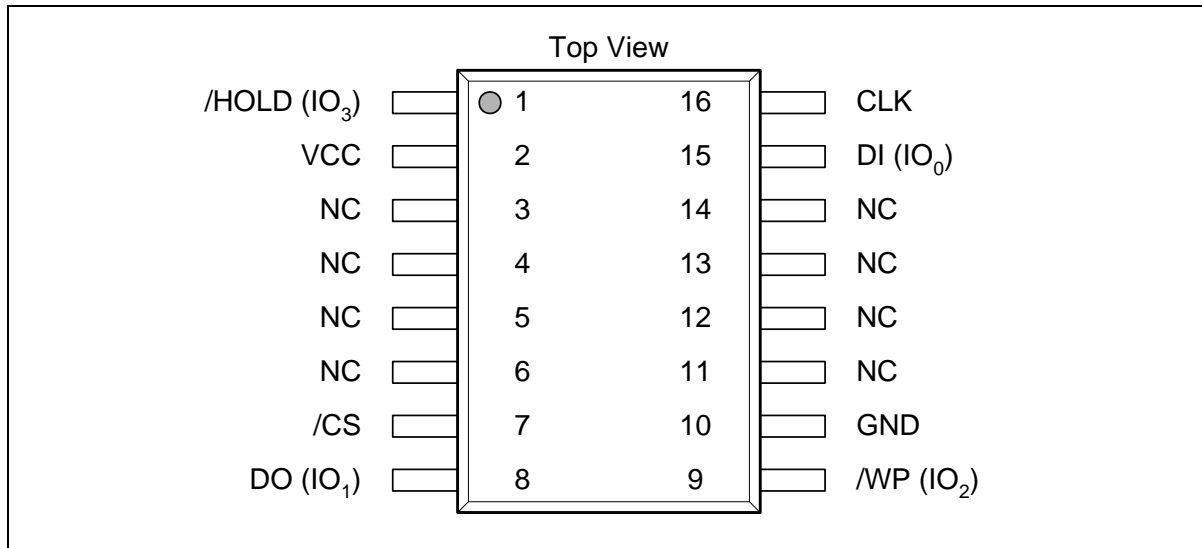 Top View
/HOLD (IO3) 1 16 CLK
VCC 2 15 DI (IO0)
NC 3 14 NC
NC 4 13 NC
NC 5 12 NC
NC 6 11 NC
/CS 7 10 GND
DO (IO1) 8 9 /WP (IO2)